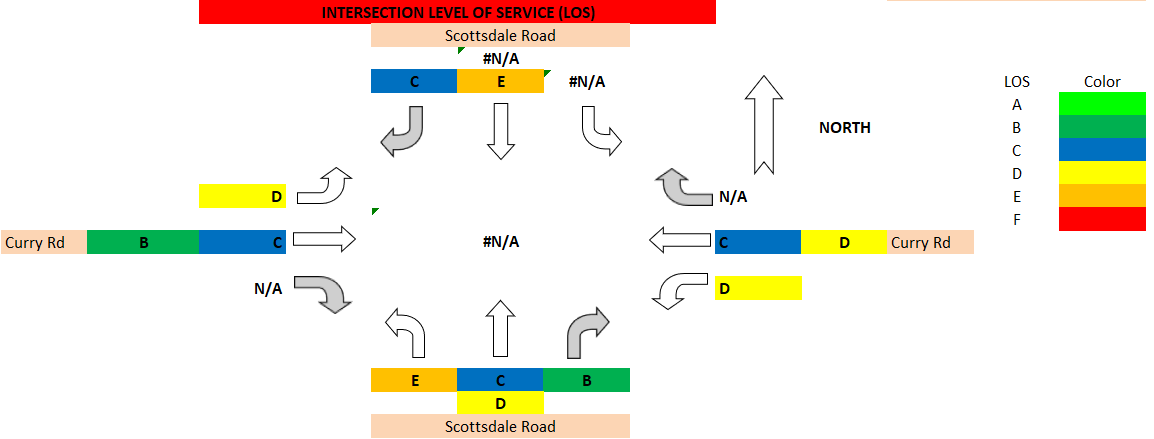 INTERSECTION LEVEL OF SERVICE (LOS)
Scottsdale Road
#N/A
C E #N/A
LOS Color
A
B
C
D
E
F
NORTH
D N/A
Curry Rd B C #N/A C D Curry Rd
N/A D
E C B
D
Scottsdale Road